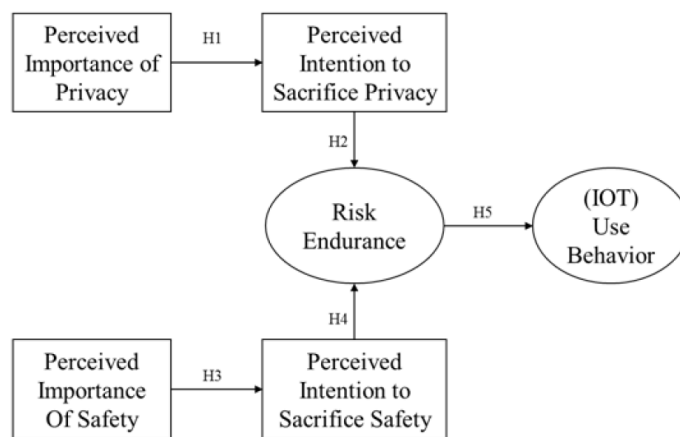 Perceived
Importance of
Privacy
H1
Perceived
Intention to
Sacrifice Privacy
H2
Risk
Endurance
H5
(IOT)
Use
Behavior
H4
Perceived
Importance
Of Safety
H3
Perceived
Intention to
Sacrifice Safety